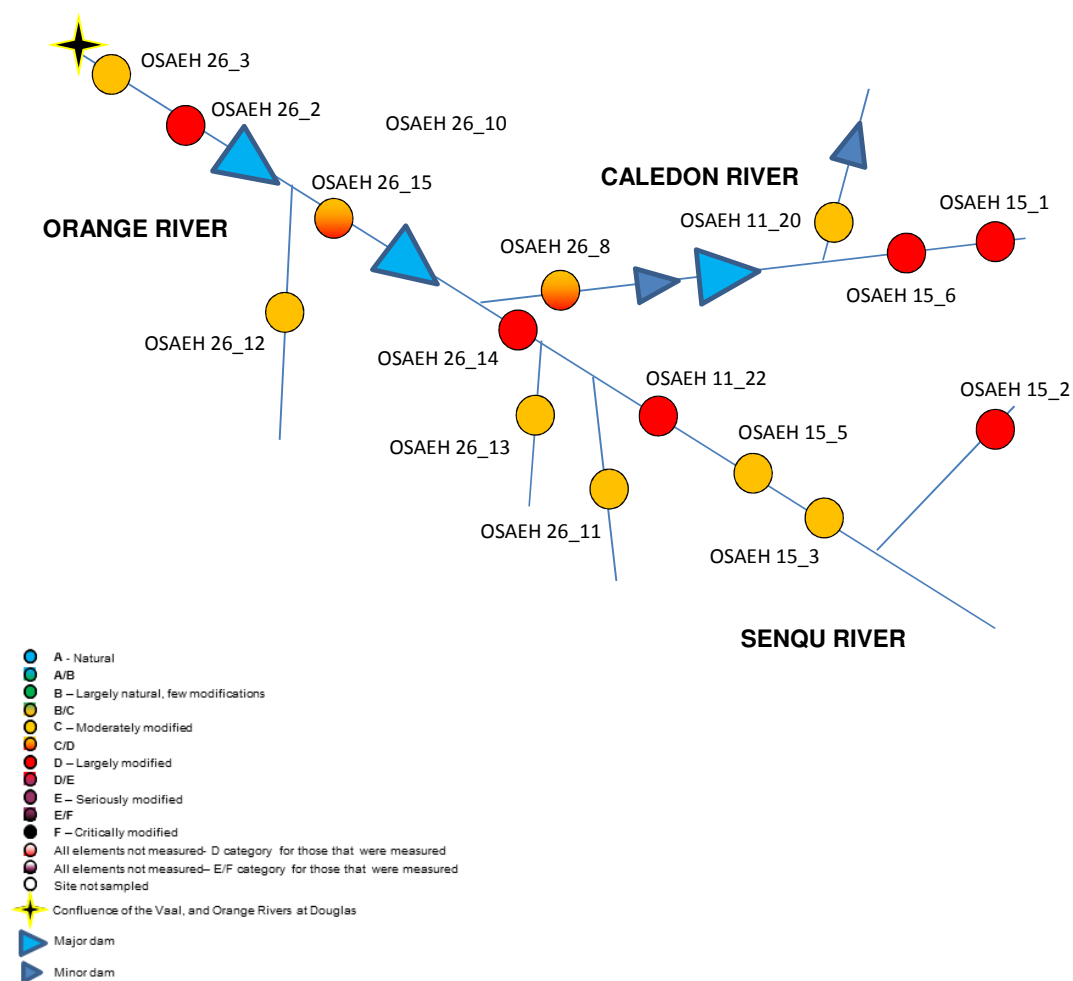 OSAEH 26_3
OSAEH 26_2
OSAEH 26_10
OSAEH 26_15
CALEDON RIVER
OSAEH 15_1
OSAEH 11_20
ORANGE RIVER
OSAEH 26_8
OSAEH 15_6
OSAEH 26_12
OSAEH 26_14
OSAEH 11_22
OSAEH 15_2
OSAEH 15_5
OSAEH 26_13
OSAEH 26_11
OSAEH 15_3
SENQU RIVER
A - Natural
A/B
B – Largely natural, few modifications
B/C
C – Moderately modified
C/D
D – Largely modified
D/E
E – Seriously modified
E/F
F – Critically modified
All elements not measured- D category for those that were measured
All elements not measured– E/F category for those that were measured
Site not sampled
Confluence of the Vaal, and Orange Rivers at Douglas
Major dam
Minor dam